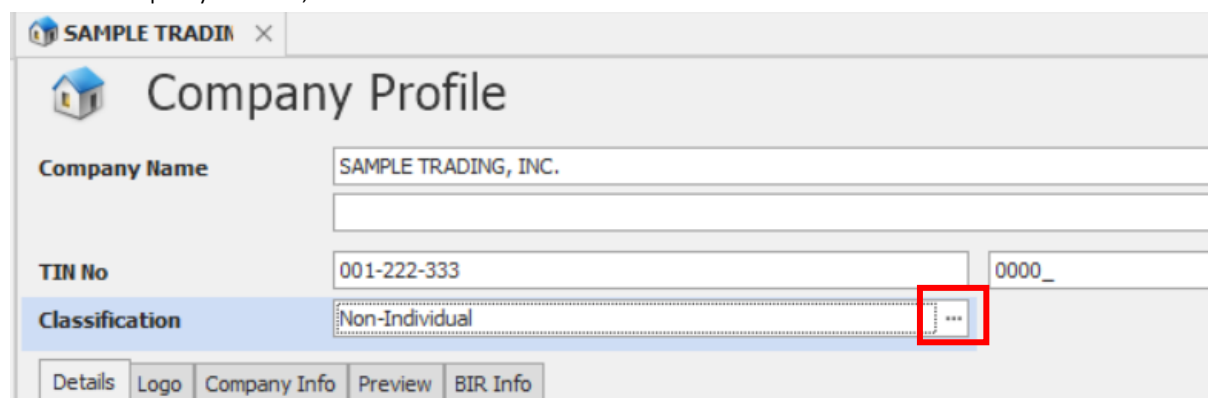 SAMPLE TRADIN
Company Profile
Company Name SAMPLE TRADING, INC.
TIN No 001-222-333 0000_
Classification Non-Individual ...
Details Logo Company Info Preview BIR Info